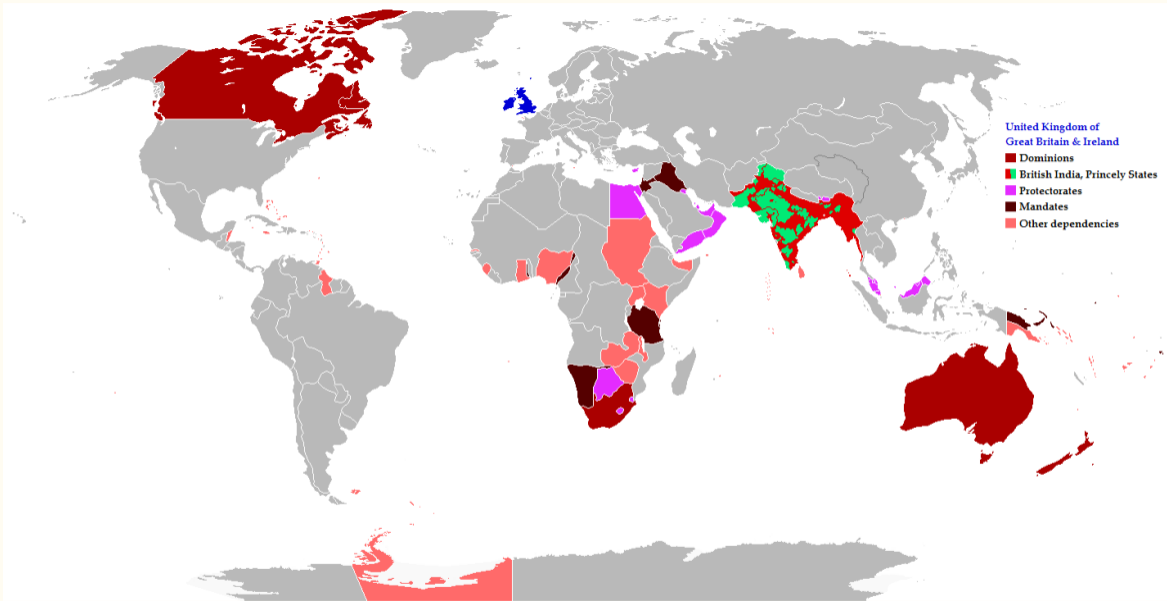 United Kingdom of
Great Britain & Ireland
Dominions
British India, Princely States
Protectorates
Mandates
Other dependencies